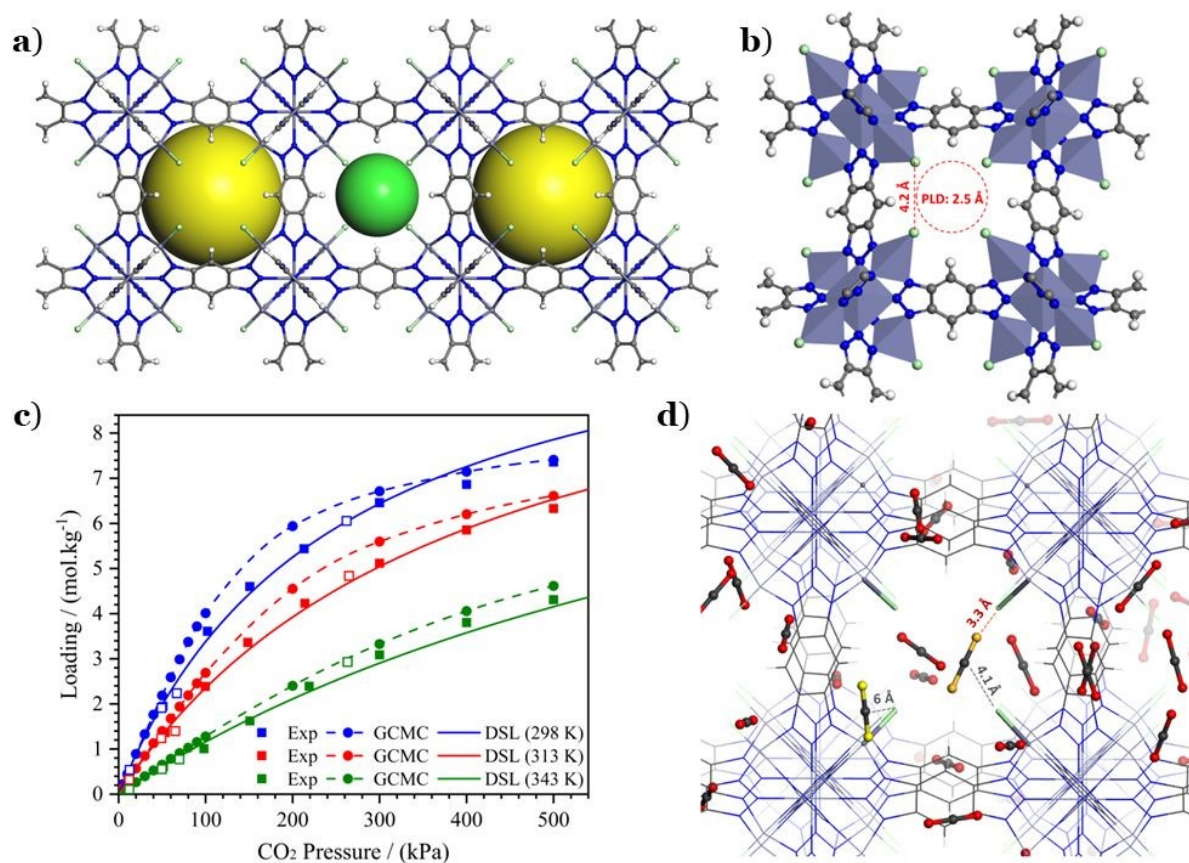 a)
b)
4.2 Å
PLD: 2.5 Å
c)
Loading / (mol.kg⁻¹)
8
7
6
5
4
3
2
1
0
Exp GCMC DSL (298 K)
Exp GCMC DSL (313 K)
Exp GCMC DSL (343 K)
0 100 200 300 400 500
CO₂ Pressure / (kPa)
d)
3.3 Å
4.1 Å
6 Å